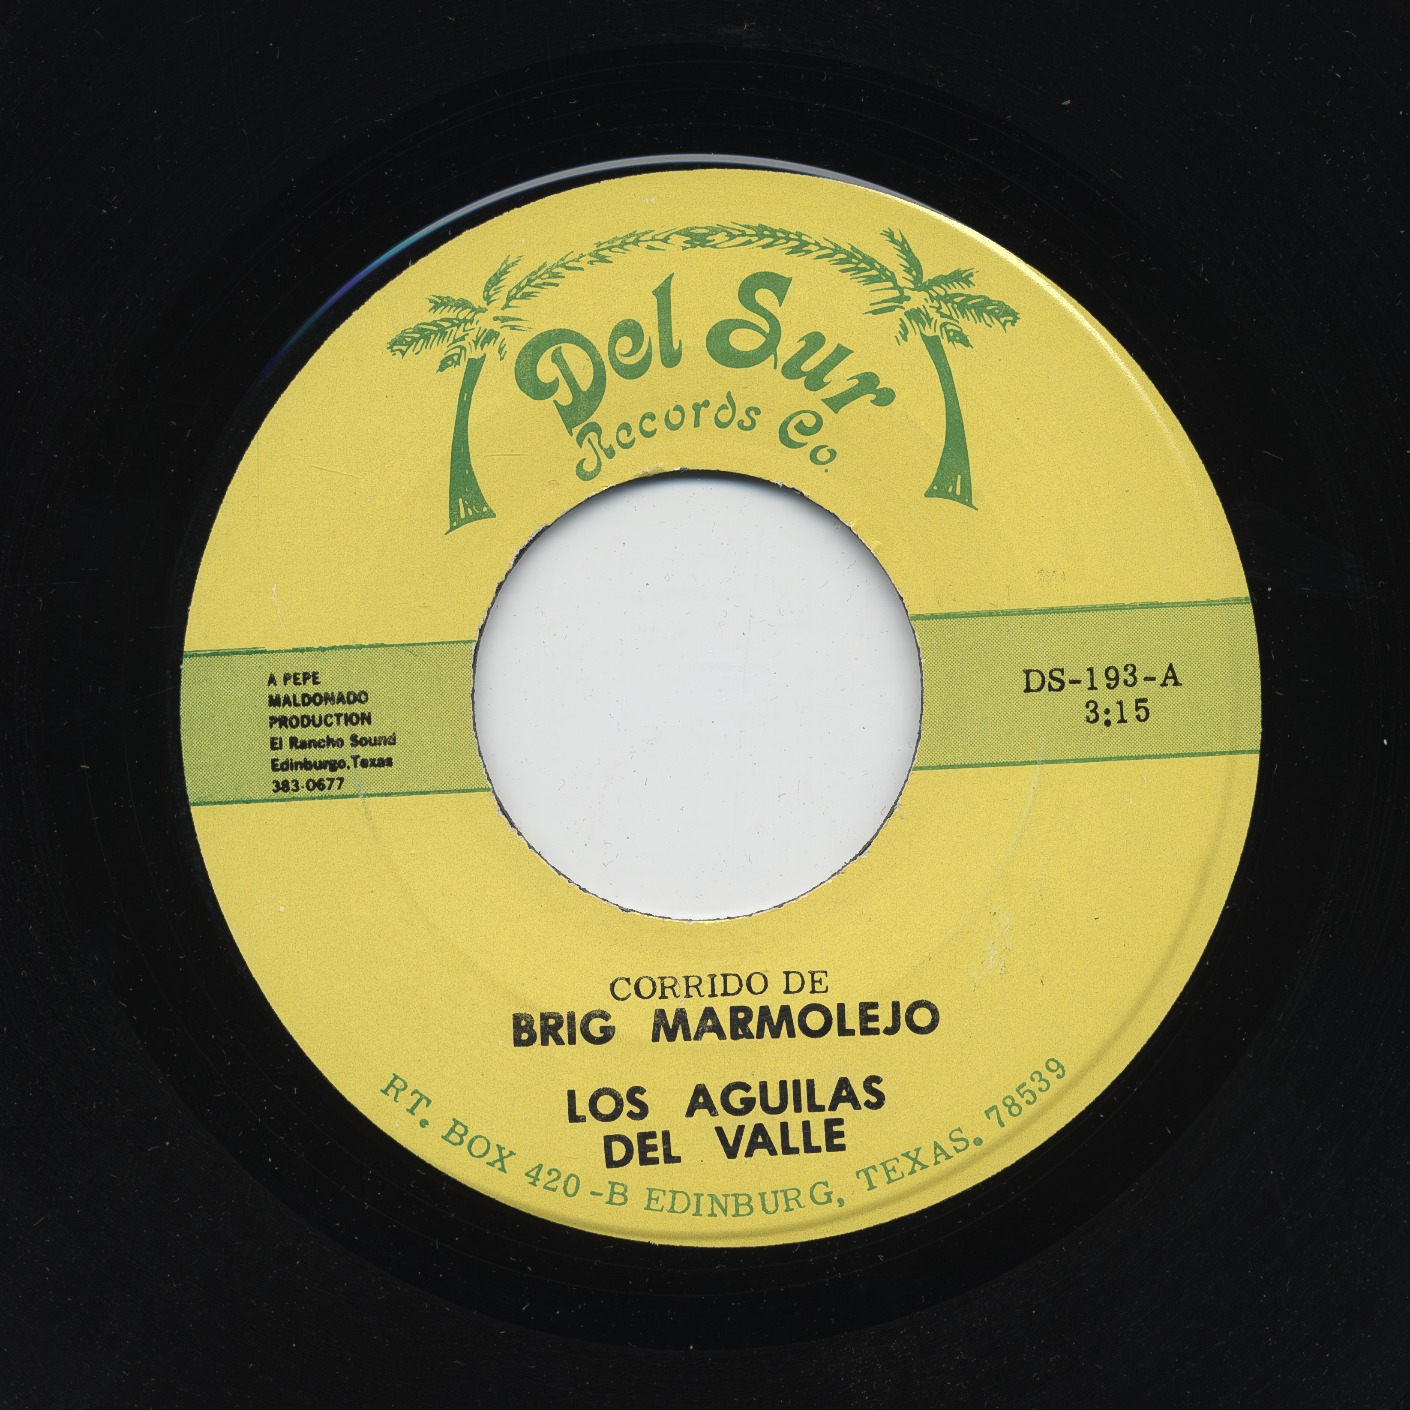 Del Sur
Records Co.
A PEPE
MALDONADO
PRODUCTION
El Rancho Sound
Edinburgo, Texas
383-0677
DS-193-A
3:15
CORRIDO DE
BRIG MARMOLEJO
LOS AGUILAS
DEL VALLE
RT. BOX 420-B EDINBURG, TEXAS. 78539